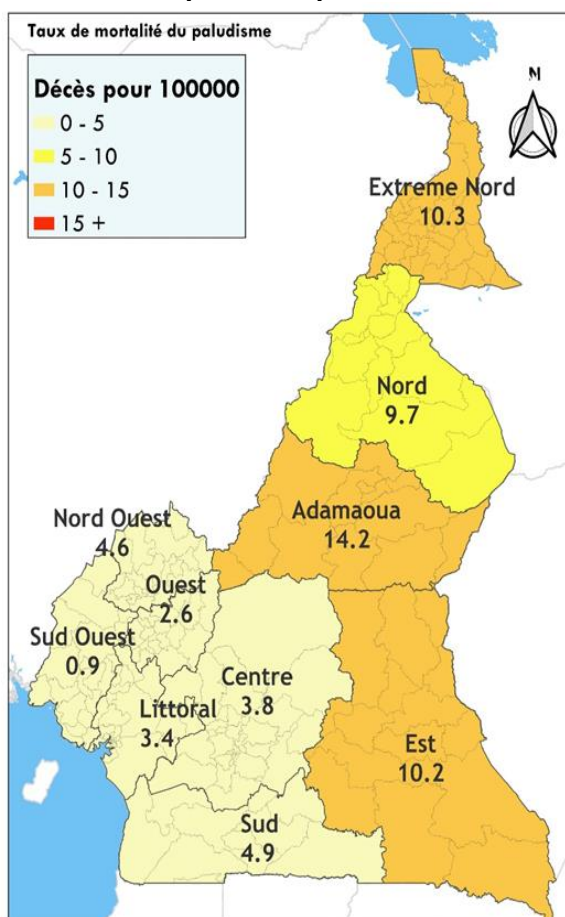 Taux de mortalité du paludisme
Décès pour 100000
0 - 5
5 - 10
10 - 15
15 +
N
Extreme Nord
10.3
Nord
9.7
Adamaoua
14.2
Nord Ouest
4.6
Ouest
2.6
Sud Ouest
0.9
Centre
3.8
Littoral
3.4
Est
10.2
Sud
4.9